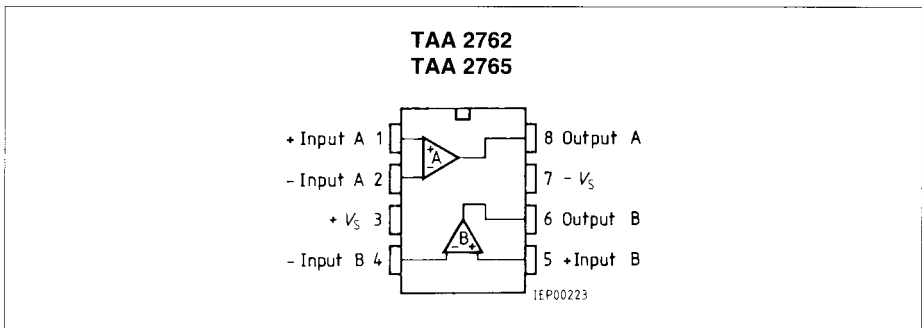 TAA 2762
TAA 2765
+ Input A 1
8 Output A
+
A
-
- Input A 2
7 - VS
+ VS 3
6 Output B
B
- +
- Input B 4
5 +Input B
IEP00223